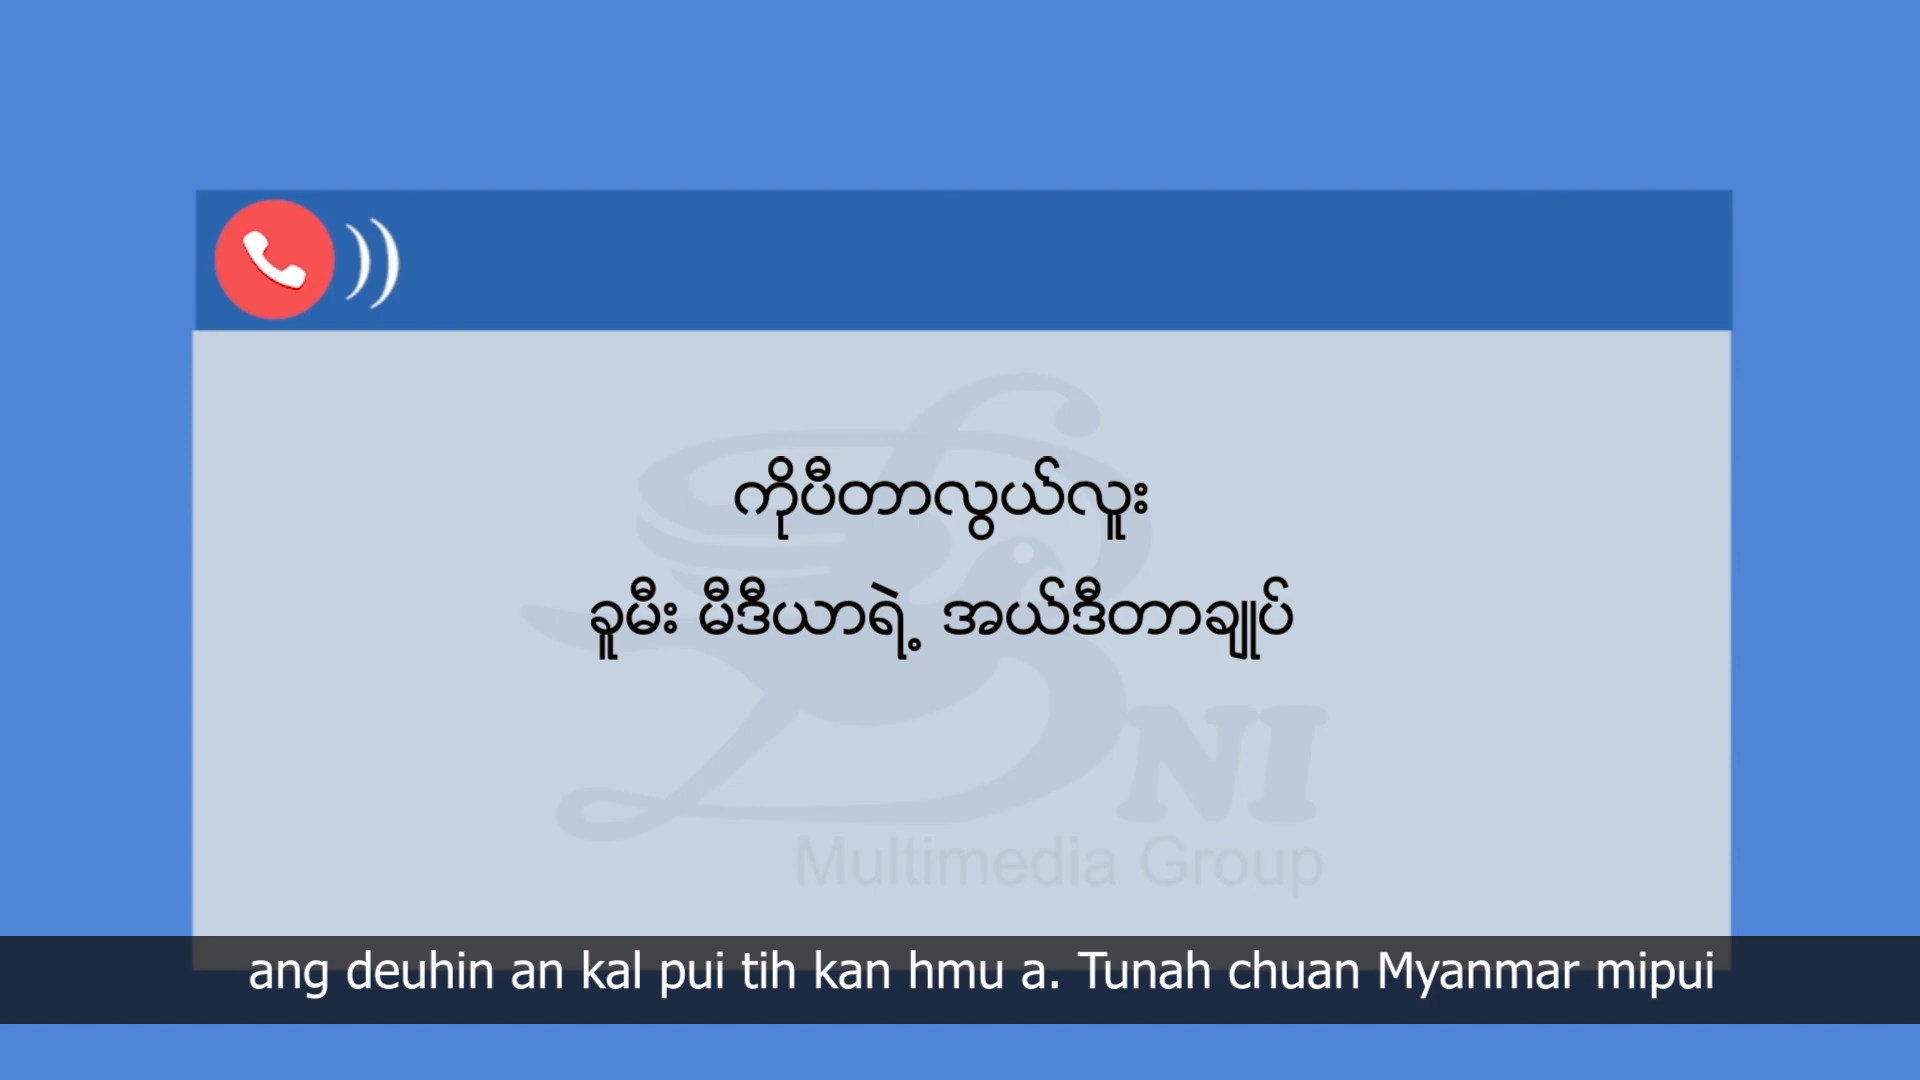 ကိုပီတာလွယ်လူး
ခူမီး မီဒီယာရဲ့ အယ်ဒီတာချုပ်
BNI
Multimedia Group
ang deuhin an kal pui tih kan hmu a. Tunah chuan Myanmar mipui